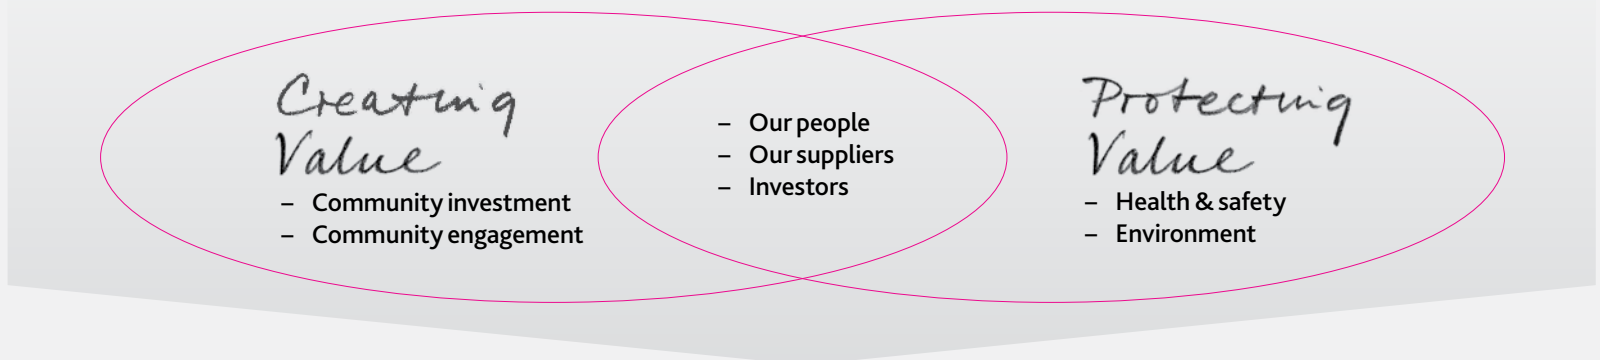 Creating
Value
– Community investment
– Community engagement
– Our people
– Our suppliers
– Investors
Protecting
Value
– Health & safety
– Environment